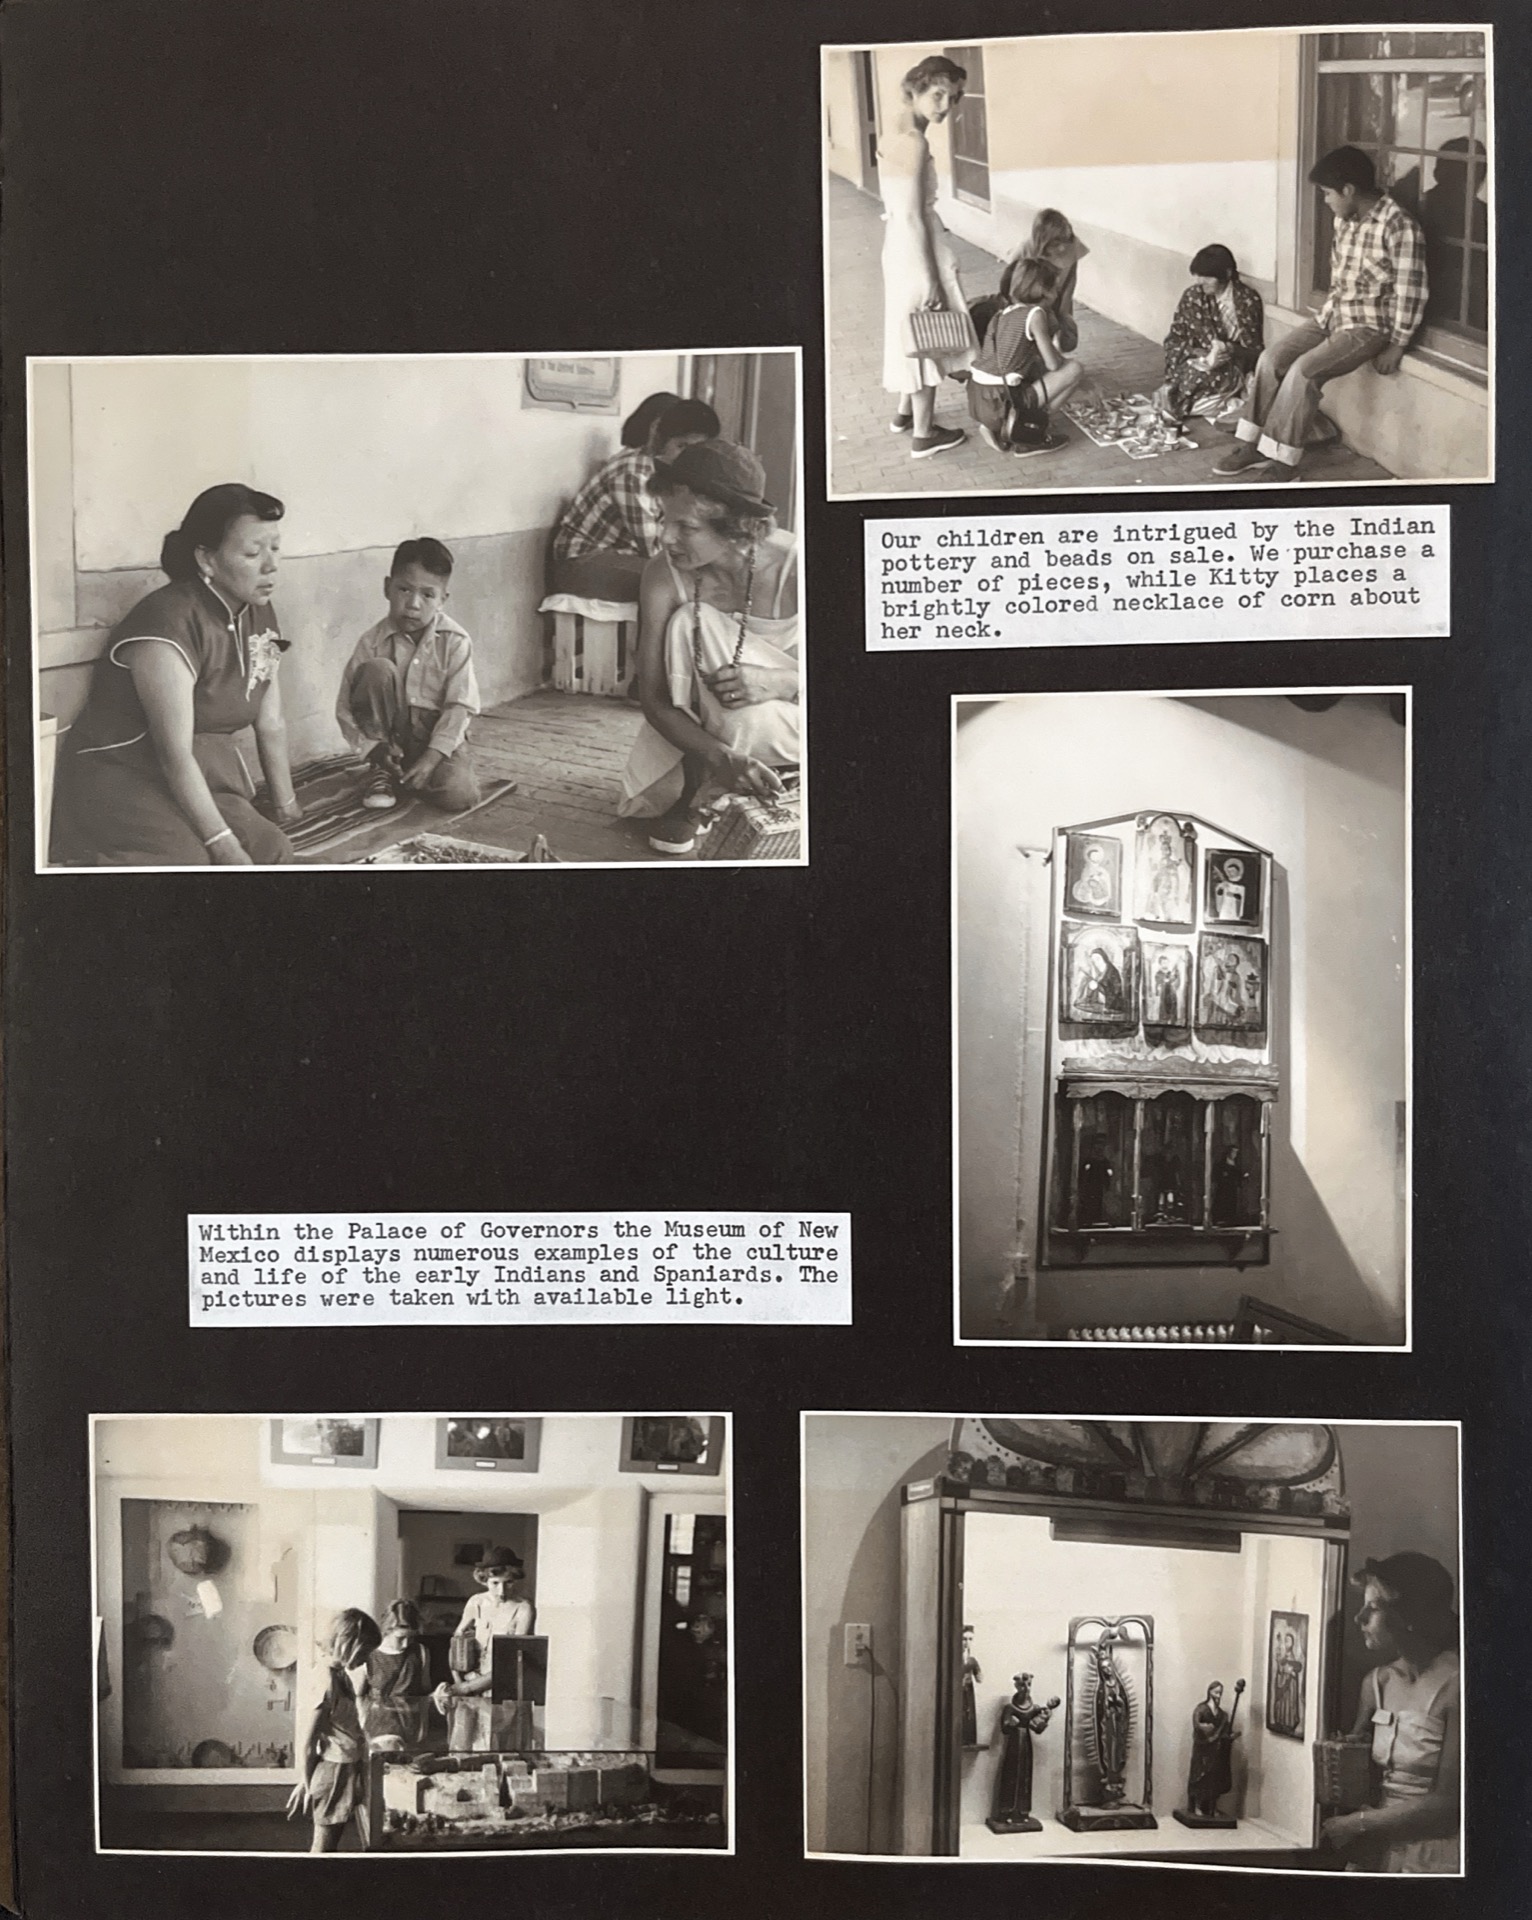 Our children are intrigued by the Indian
pottery and beads on sale. We purchase a
number of pieces, while Kitty places a
brightly colored necklace of corn about
her neck.
Within the Palace of Governors the Museum of New
Mexico displays numerous examples of the culture
and life of the early Indians and Spaniards. The
pictures were taken with available light.